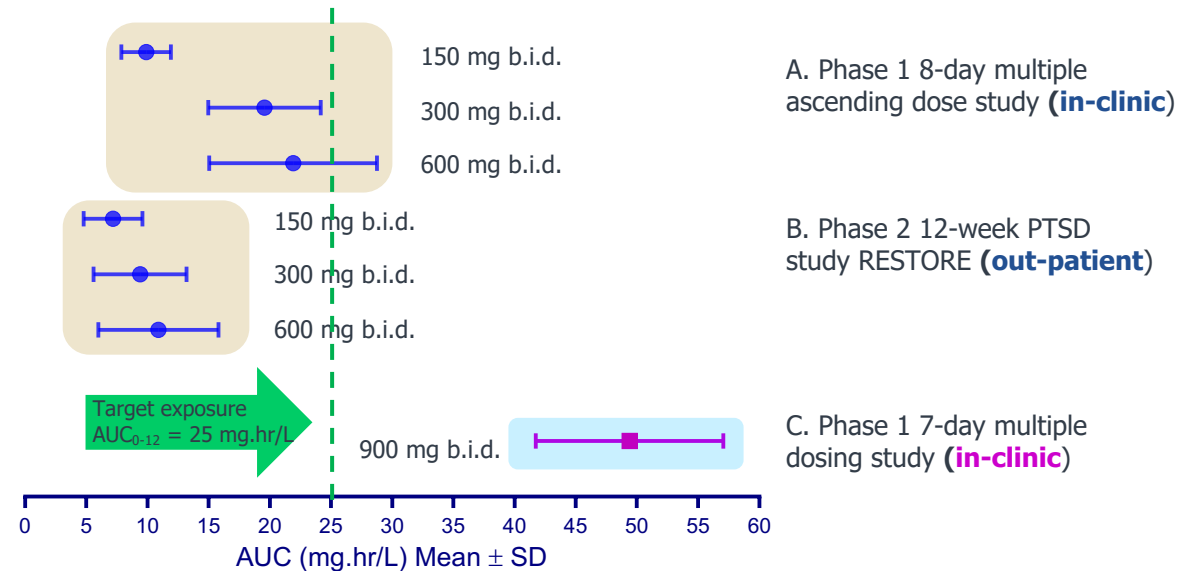 150 mg b.i.d.
300 mg b.i.d.
600 mg b.i.d.
A. Phase 1 8-day multiple
ascending dose study (in-clinic)
150 mg b.i.d.
300 mg b.i.d.
600 mg b.i.d.
B. Phase 2 12-week PTSD
study RESTORE (out-patient)
Target exposure
AUC₀₋₁₂ = 25 mg.hr/L
900 mg b.i.d.
C. Phase 1 7-day multiple
dosing study (in-clinic)
0 5 10 15 20 25 30 35 40 45 50 55 60
AUC (mg.hr/L) Mean ± SD